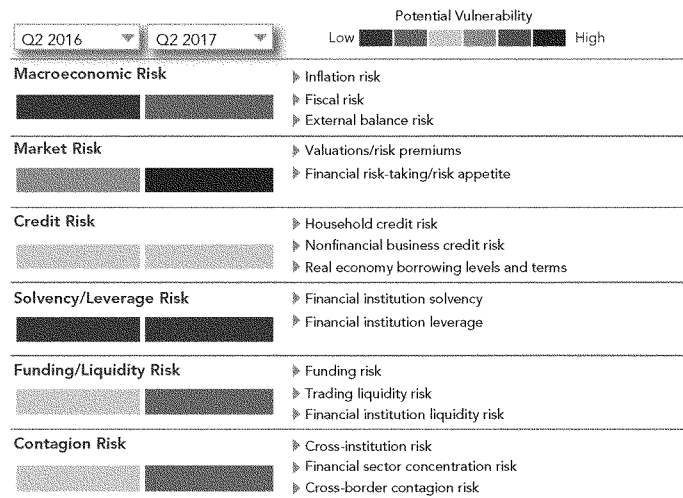 Potential Vulnerability
Q2 2016 Q2 2017 Low High
Macroeconomic Risk
Inflation risk
Fiscal risk
External balance risk
Market Risk
Valuations/risk premiums
Financial risk-taking/risk appetite
Credit Risk
Household credit risk
Nonfinancial business credit risk
Real economy borrowing levels and terms
Solvency/Leverage Risk
Financial institution solvency
Financial institution leverage
Funding/Liquidity Risk
Funding risk
Trading liquidity risk
Financial institution liquidity risk
Contagion Risk
Cross-institution risk
Financial sector concentration risk
Cross-border contagion risk